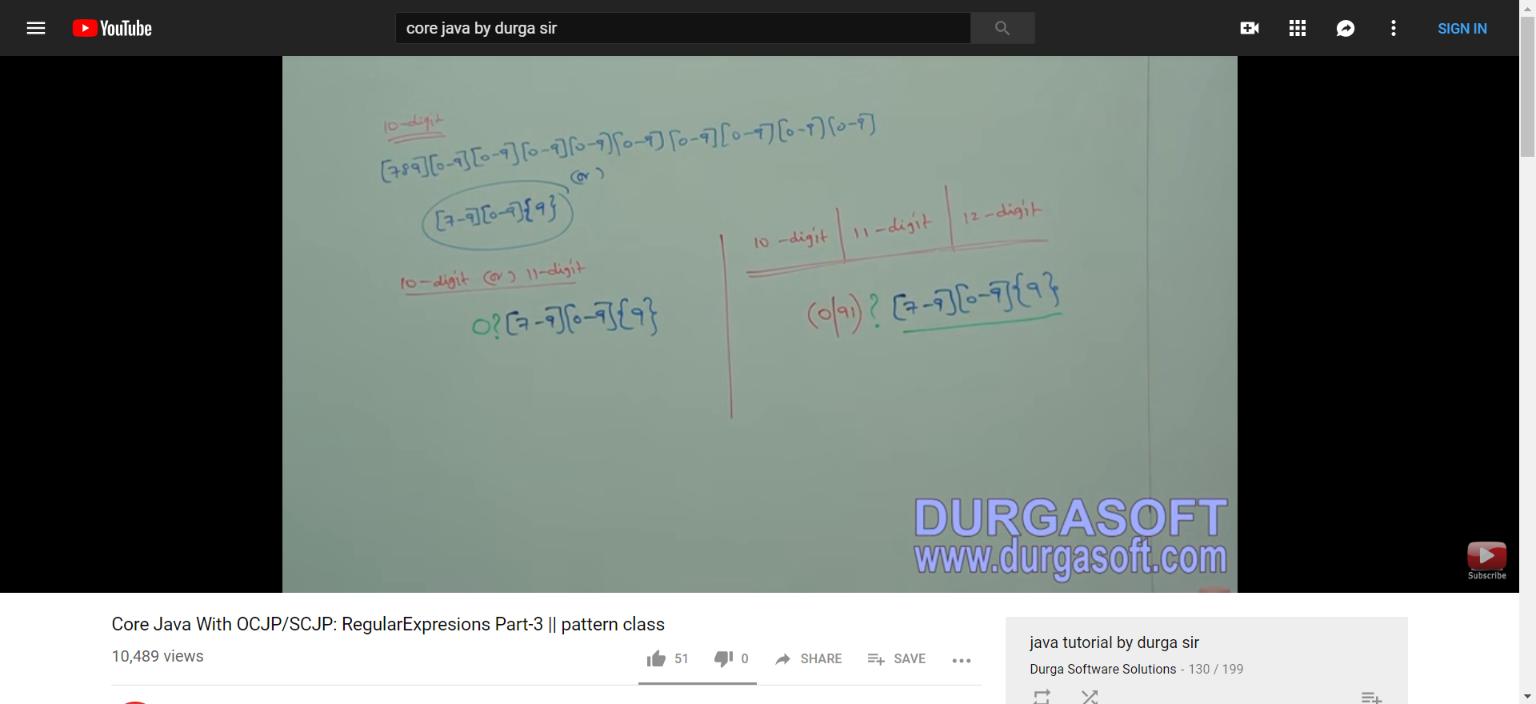 YouTube
core java by durga sir
SIGN IN
10-digit
[789][0-9][0-9][0-9][0-9][0-9][0-9][0-9][0-9][0-9]
(or)
[7-9][0-9]{9}
10-digit (or) 11-digit
0?[7-9][0-9]{9}
10-digit | 11-digit | 12-digit
(0|91)? [7-9][0-9]{9}
DURGASOFT
www.durgasoft.com
Subscribe
Core Java With OCJP/SCJP: RegularExpresions Part-3 || pattern class
10,489 views
51 0 SHARE SAVE
java tutorial by durga sir
Durga Software Solutions - 130 / 199